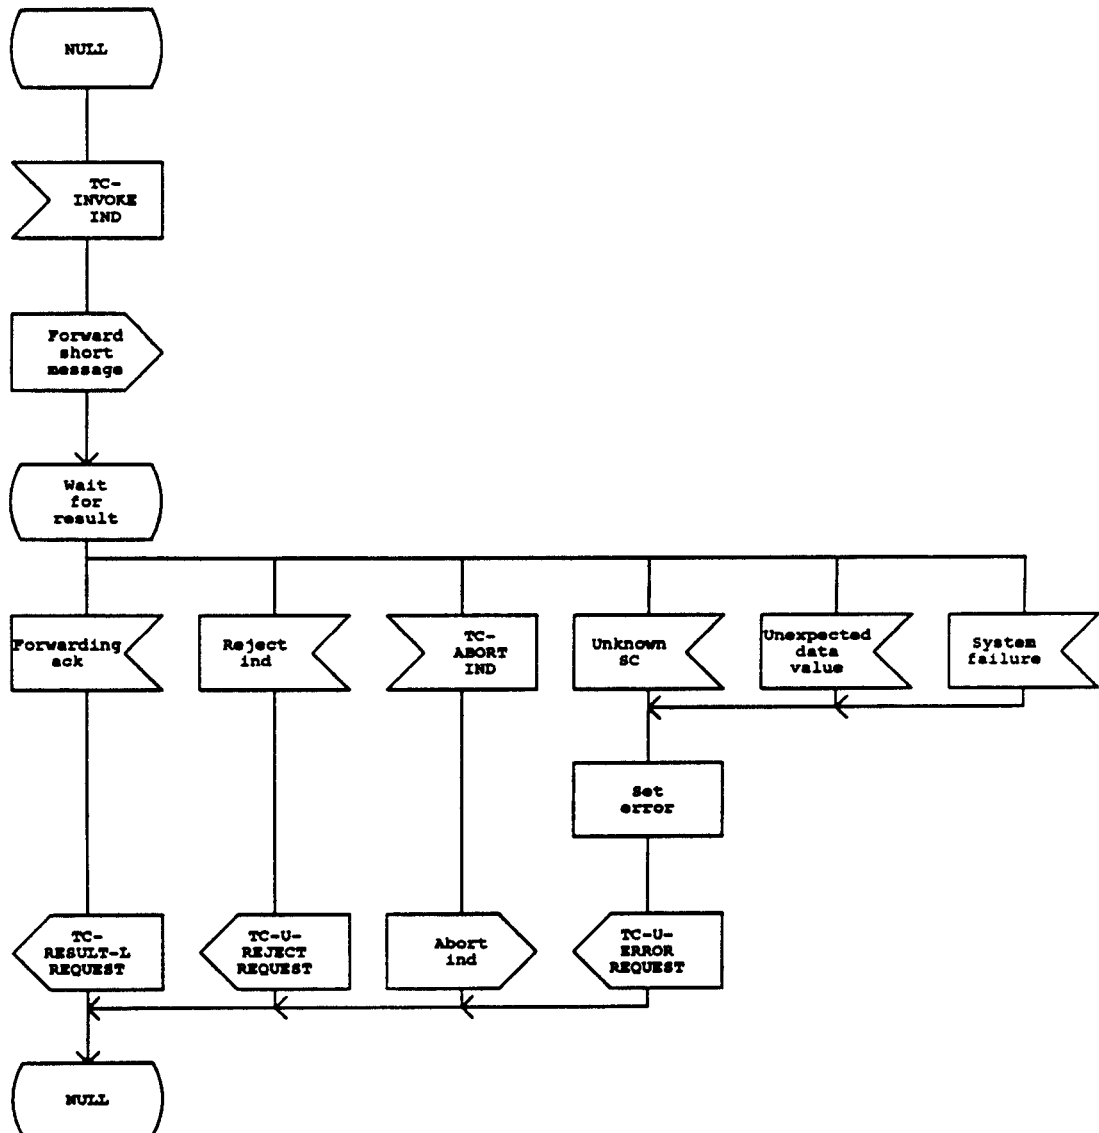 NULL
TC-
INVOKE
IND
Forward
short
message
Wait
for
result
Forwarding
ack
Reject
ind
TC-
ABORT
IND
Unknown
SC
Unexpected
data
value
System
failure
Set
error
TC-
RESULT-L
REQUEST
TC-U-
REJECT
REQUEST
Abort
ind
TC-U-
ERROR
REQUEST
NULL